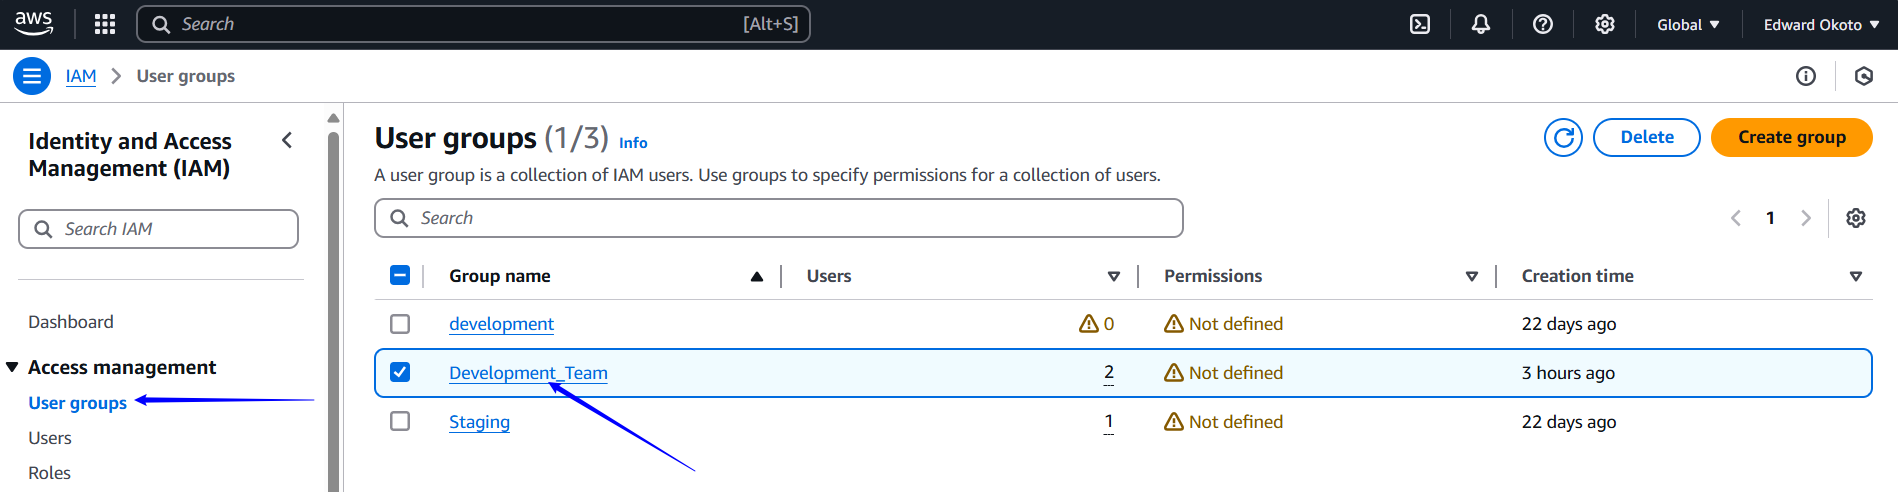 aws Search [Alt+S] Global Edward Okoto
IAM User groups
Identity and Access
Management (IAM)
Search IAM
Dashboard
Access management
User groups
Users
Roles
User groups (1/3) Info
Delete
Create group
A user group is a collection of IAM users. Use groups to specify permissions for a collection of users.
Search
1
Group name Users Permissions Creation time
development 0 Not defined 22 days ago
Development_Team 2 Not defined 3 hours ago
Staging 1 Not defined 22 days ago